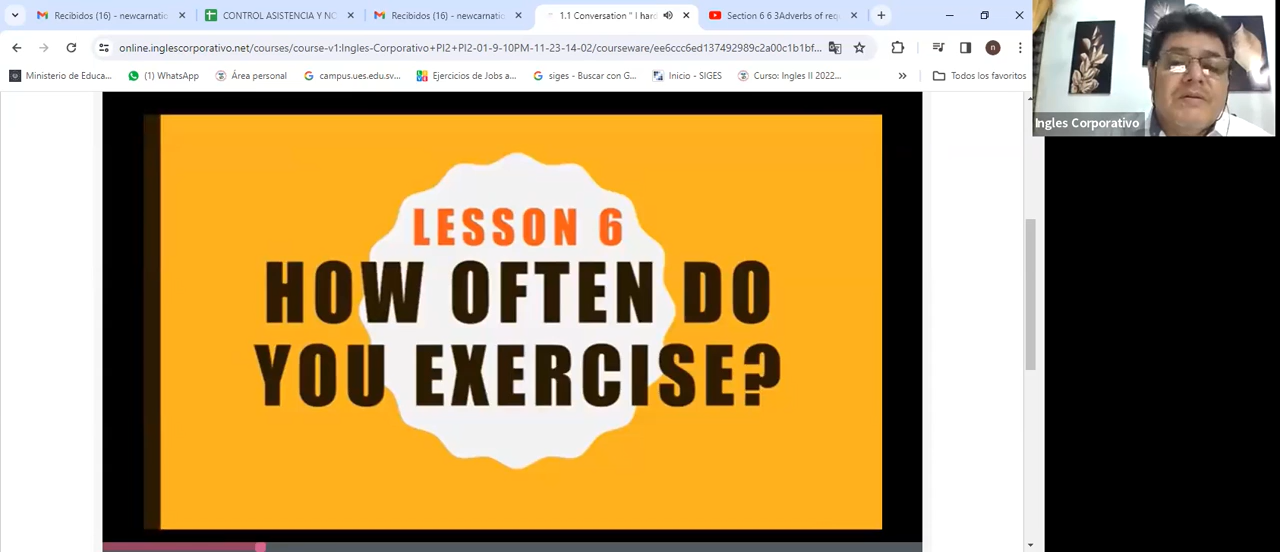 Recibidos (16) - newcarnatio
CONTROL ASISTENCIA Y NO
Recibidos (16) - newcarnatio
1.1 Conversation " I hard
Section 6 6 3Adverbs of req
online.inglescorporativo.net/courses/course-v1:Ingles-Corporativo+PI2+PI2-01-9-10PM-11-23-14-02/courseware/ee6ccc6ed137492989c2a00c1b1bf...
Ministerio de Educa...
(1) WhatsApp
Área personal
campus.ues.edu.sv...
Ejercicios de Jobs a...
siges - Buscar con G...
Inicio - SIGES
Curso: Ingles II 2022...
Todos los favoritos
Ingles Corporativo
LESSON 6
HOW OFTEN DO
YOU EXERCISE?